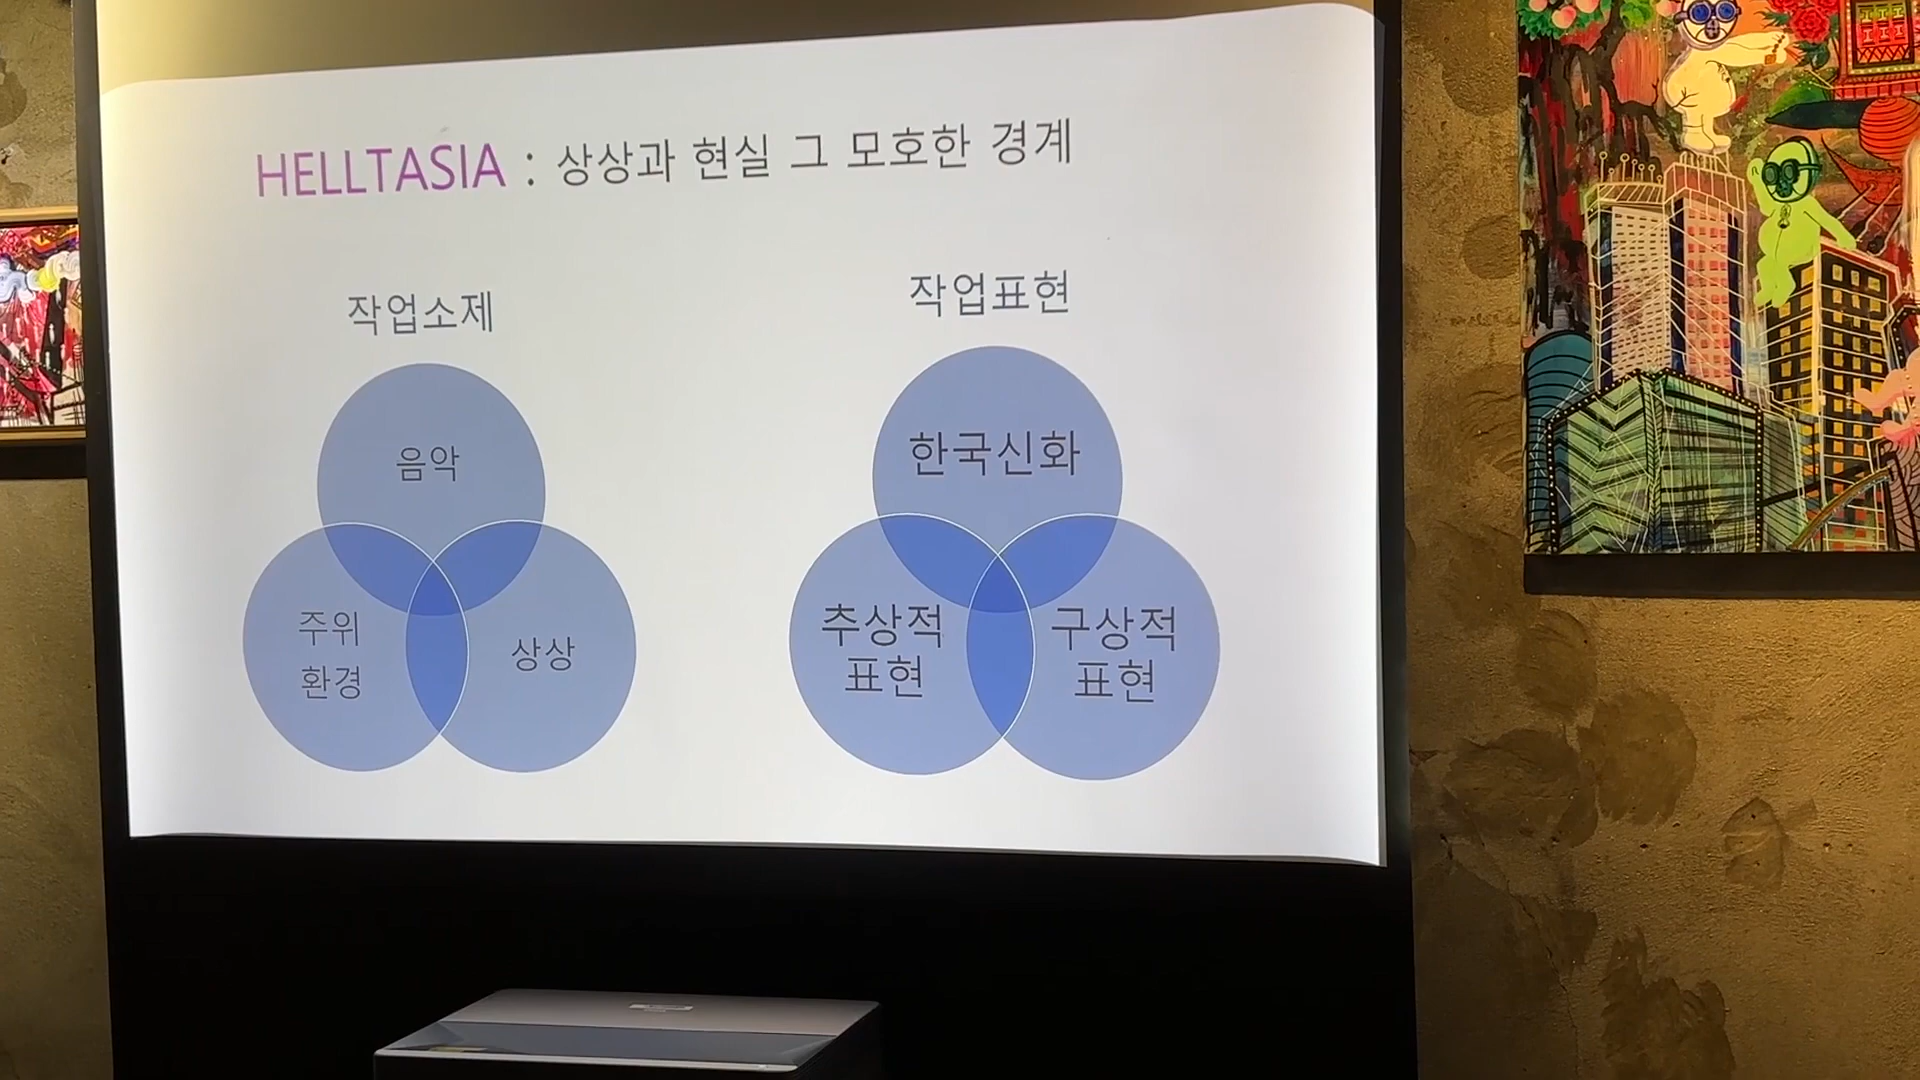 HELLTASIA : 상상과 현실 그 모호한 경계
작업소제
음악
주위
환경
상상
작업표현
한국신화
추상적
표현
구상적
표현